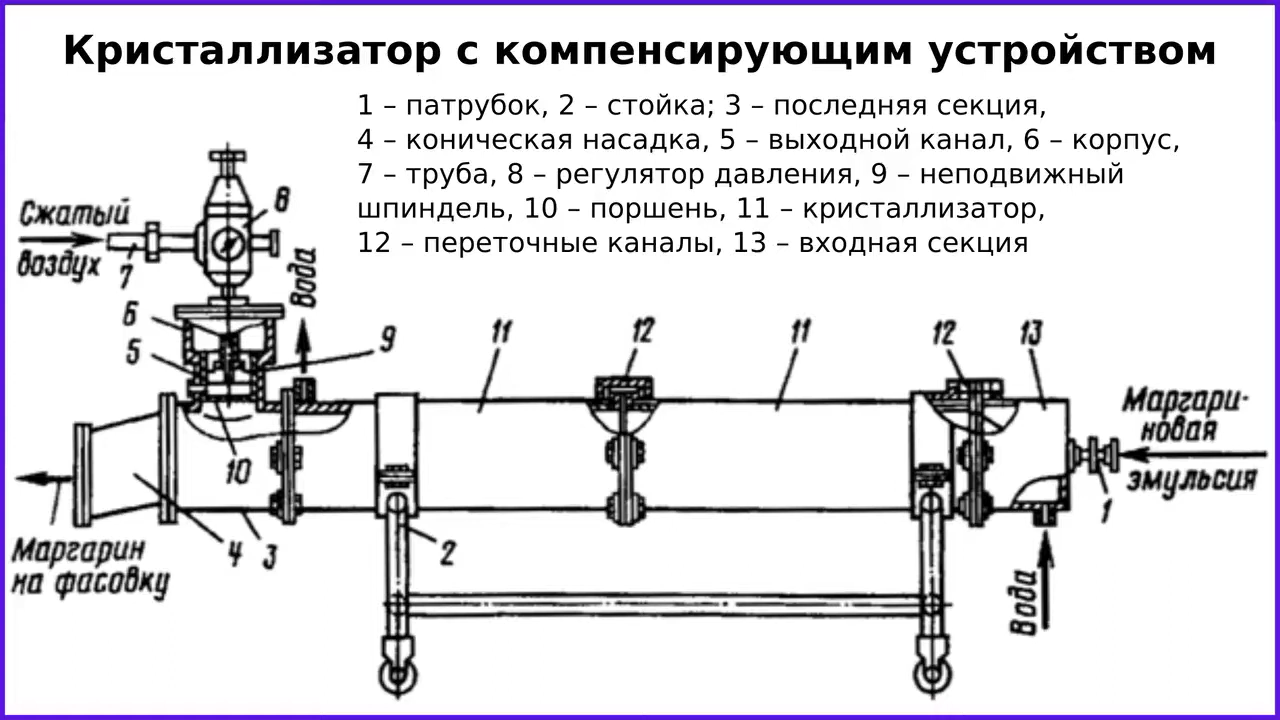 Кристаллизатор с компенсирующим устройством
1 – патрубок, 2 – стойка; 3 – последняя секция,
4 – коническая насадка, 5 – выходной канал, 6 – корпус,
7 – труба, 8 – регулятор давления, 9 – неподвижный
шпиндель, 10 – поршень, 11 – кристаллизатор,
12 – переточные каналы, 13 – входная секция
Сжатый
воздух
7
8
Вода
6
5
9
11
12
11
12
13
Маргари-
новая
эмульсия
1
10
Маргарин
на фасовку
4
3
2
Вода